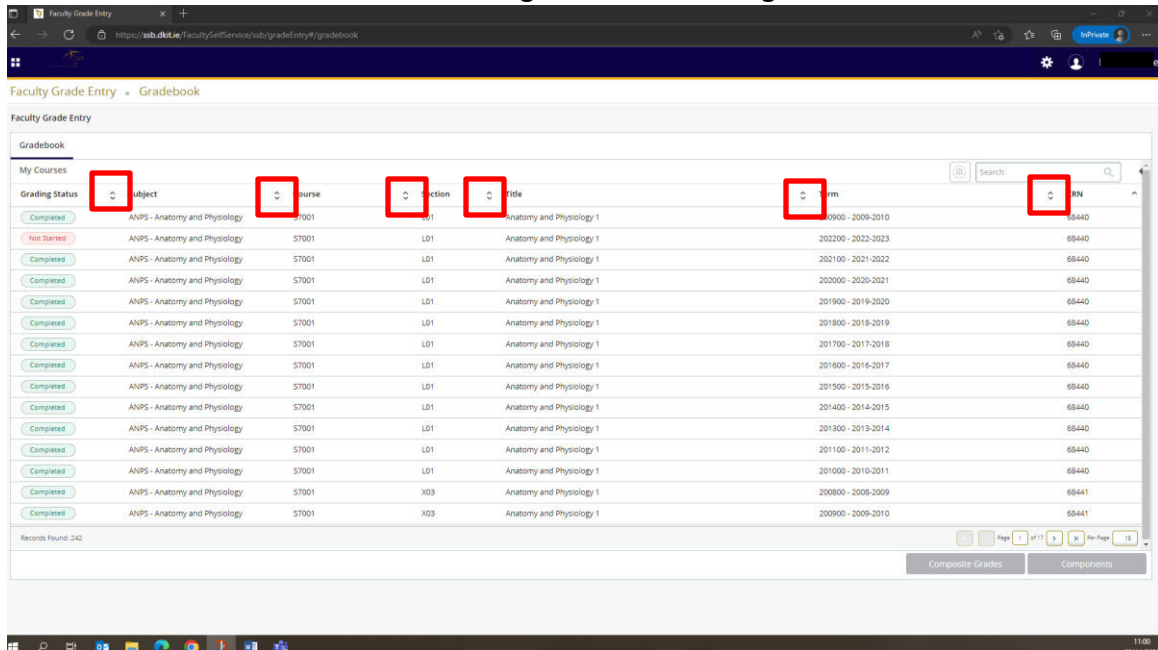 Faculty Grade Entry
https://ssb.dkit.ie/FacultySelfService/ssb/gradeEntry#/gradebook
InPrivate
Faculty Grade Entry • Gradebook
Faculty Grade Entry
Gradebook
My Courses Search
Grading Status ubject ourse ction Title rm RN
Completed ANPS - Anatomy and Physiology S7001 L01 Anatomy and Physiology 1 200900 - 2009-2010 68440
Not Started ANPS - Anatomy and Physiology S7001 L01 Anatomy and Physiology 1 202200 - 2022-2023 68440
Completed ANPS - Anatomy and Physiology S7001 L01 Anatomy and Physiology 1 202100 - 2021-2022 68440
Completed ANPS - Anatomy and Physiology S7001 L01 Anatomy and Physiology 1 202000 - 2020-2021 68440
Completed ANPS - Anatomy and Physiology S7001 L01 Anatomy and Physiology 1 201900 - 2019-2020 68440
Completed ANPS - Anatomy and Physiology S7001 L01 Anatomy and Physiology 1 201800 - 2018-2019 68440
Completed ANPS - Anatomy and Physiology S7001 L01 Anatomy and Physiology 1 201700 - 2017-2018 68440
Completed ANPS - Anatomy and Physiology S7001 L01 Anatomy and Physiology 1 201600 - 2016-2017 68440
Completed ANPS - Anatomy and Physiology S7001 L01 Anatomy and Physiology 1 201500 - 2015-2016 68440
Completed ANPS - Anatomy and Physiology S7001 L01 Anatomy and Physiology 1 201400 - 2014-2015 68440
Completed ANPS - Anatomy and Physiology S7001 L01 Anatomy and Physiology 1 201300 - 2013-2014 68440
Completed ANPS - Anatomy and Physiology S7001 L01 Anatomy and Physiology 1 201100 - 2011-2012 68440
Completed ANPS - Anatomy and Physiology S7001 L01 Anatomy and Physiology 1 201000 - 2010-2011 68440
Completed ANPS - Anatomy and Physiology S7001 X03 Anatomy and Physiology 1 200800 - 2008-2009 68441
Completed ANPS - Anatomy and Physiology S7001 X03 Anatomy and Physiology 1 200900 - 2009-2010 68441
Records Found: 242 Page 1 of 17 Per Page 15
Composite Grades Components
11:00